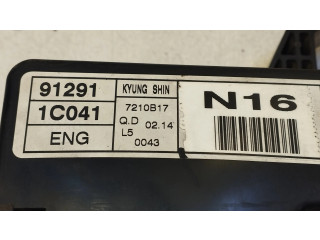 91291
1C041
ENG
KYUNG SHIN
7210B17
Q.D 02.14
L5
0043
N16